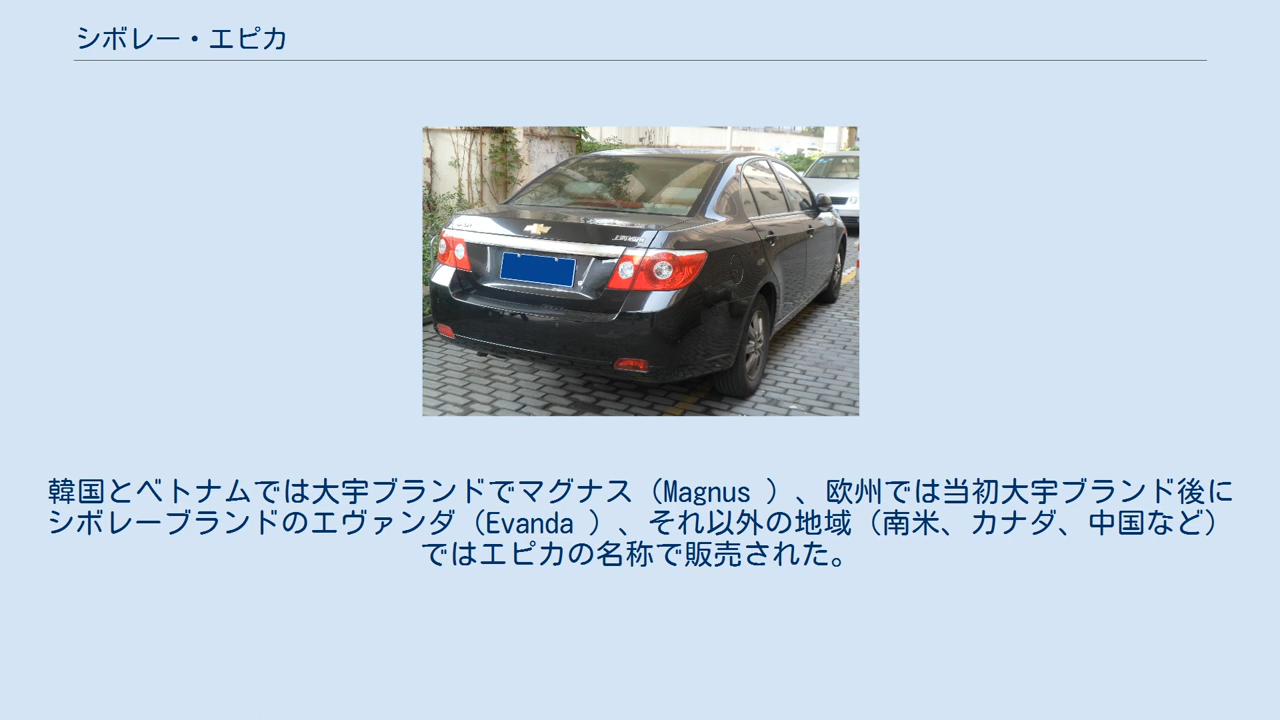 シボレー・エピカ
韓国とベトナムでは大宇ブランドでマグナス（Magnus ）、欧州では当初大宇ブランド後に
シボレーブランドのエヴァンダ（Evanda ）、それ以外の地域（南米、カナダ、中国など）
ではエピカの名称で販売された。